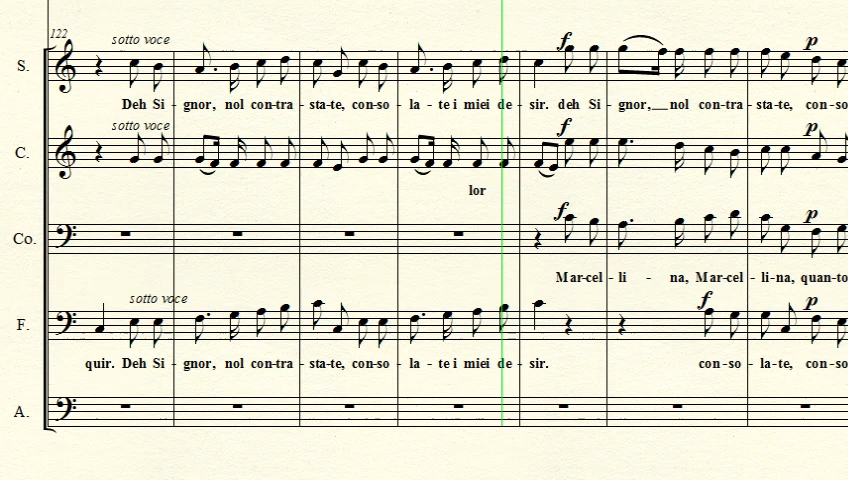 122
sotto voce
f
p
S.
Deh Si - gnor, nol con-tra - sta-te, con-so - la - te i miei de - sir. deh Si - gnor,__ nol con-tra - sta-te, con-so
sotto voce
f
p
C.
lor
f
p
Co.
Mar-cel - li - na, Mar-cel - li-na, quan-to
sotto voce
f
p
F.
quir. Deh Si - gnor, nol con-tra - sta-te, con-so - la - te i miei de - sir. con-so - la-te, con-so
A.